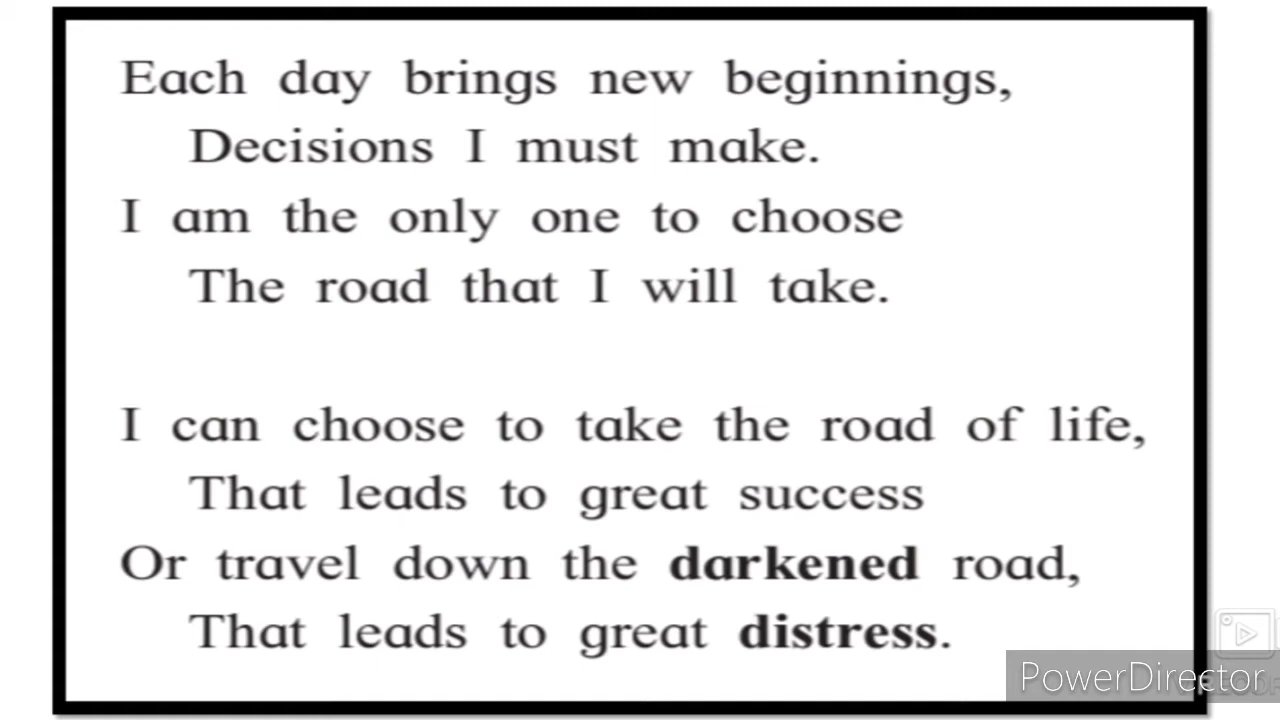 Each day brings new beginnings,
Decisions I must make.
I am the only one to choose
The road that I will take.
I can choose to take the road of life,
That leads to great success
Or travel down the darkened road,
That leads to great distress.
PowerDirector